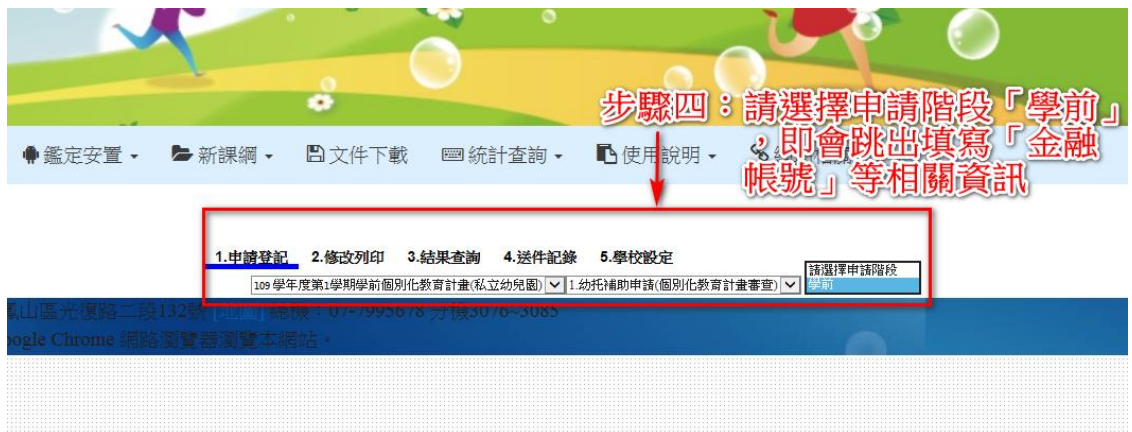 步驟四：請選擇申請階段「學前」
，即會跳出填寫「金融
帳號」等相關資訊
鑑定安置 新課綱 文件下載 統計查詢 使用說明
1.申請登記 2.修改列印 3.結果查詢 4.送件記錄 5.學校設定
109 學年度第1學期學前個別化教育計畫(私立幼兒園) 1.幼托補助申請(個別化教育計畫審查) 請選擇申請階段
學前
鳳山區光復路二段132號 [地圖] 總機：07-7995678 分機3076~3085
oogle Chrome 網路瀏覽器瀏覽本網站。